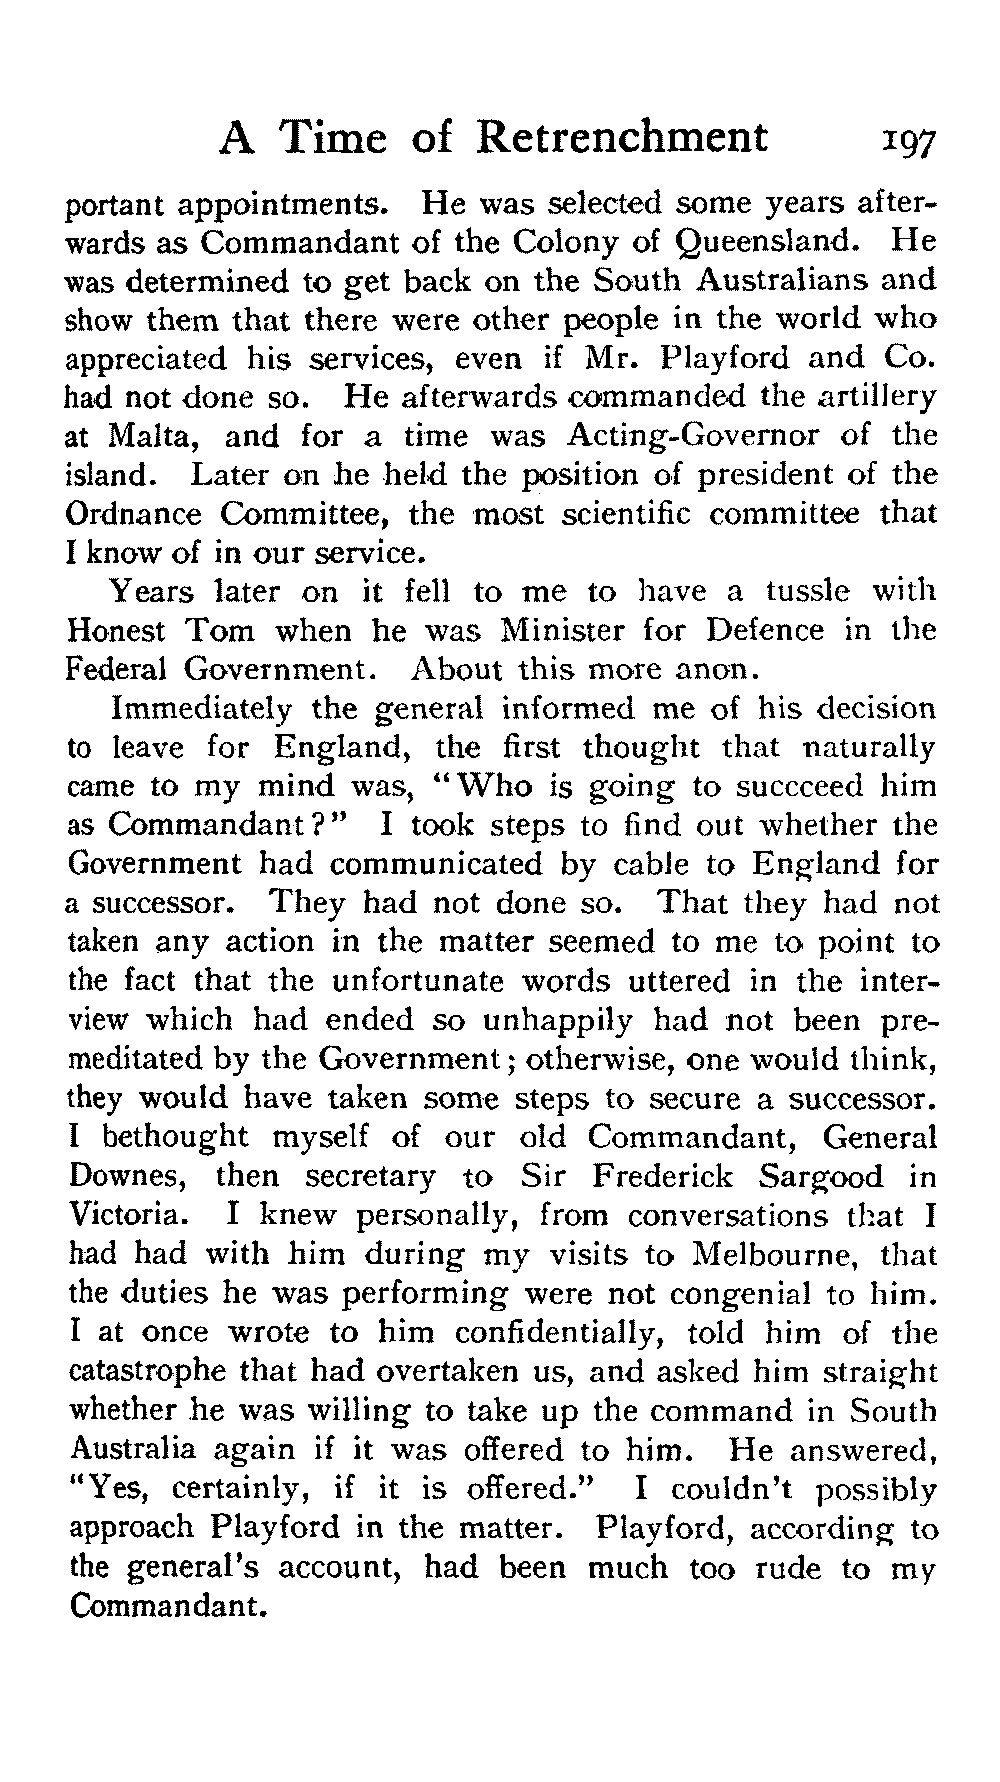 A Time of Retrenchment 197
portant appointments. He was selected some years after-
wards as Commandant of the Colony of Queensland. He
was determined to get back on the South Australians and
show them that there were other people in the world who
appreciated his services, even if Mr. Playford and Co.
had not done so. He afterwards commanded the artillery
at Malta, and for a time was Acting-Governor of the
island. Later on he held the position of president of the
Ordnance Committee, the most scientific committee that
I know of in our service.
Years later on it fell to me to have a tussle with
Honest Tom when he was Minister for Defence in the
Federal Government. About this more anon.
Immediately the general informed me of his decision
to leave for England, the first thought that naturally
came to my mind was, "Who is going to succceed him
as Commandant?" I took steps to find out whether the
Government had communicated by cable to England for
a successor. They had not done so. That they had not
taken any action in the matter seemed to me to point to
the fact that the unfortunate words uttered in the inter-
view which had ended so unhappily had not been pre-
meditated by the Government; otherwise, one would think,
they would have taken some steps to secure a successor.
I bethought myself of our old Commandant, General
Downes, then secretary to Sir Frederick Sargood in
Victoria. I knew personally, from conversations that I
had had with him during my visits to Melbourne, that
the duties he was performing were not congenial to him.
I at once wrote to him confidentially, told him of the
catastrophe that had overtaken us, and asked him straight
whether he was willing to take up the command in South
Australia again if it was offered to him. He answered,
"Yes, certainly, if it is offered." I couldn't possibly
approach Playford in the matter. Playford, according to
the general's account, had been much too rude to my
Commandant.